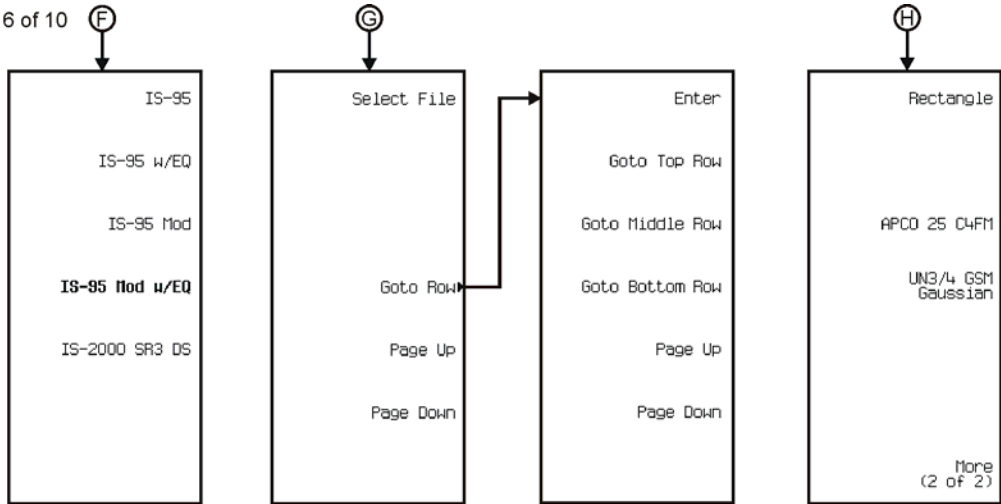 6 of 10
F
G
H
IS-95
IS-95 w/EQ
IS-95 Mod
IS-95 Mod w/EQ
IS-2000 SR3 DS
Select File
Goto Row
Page Up
Page Down
Enter
Goto Top Row
Goto Middle Row
Goto Bottom Row
Page Up
Page Down
Rectangle
APCO 25 C4FM
UN3/4 GSM
Gaussian
More
(2 of 2)